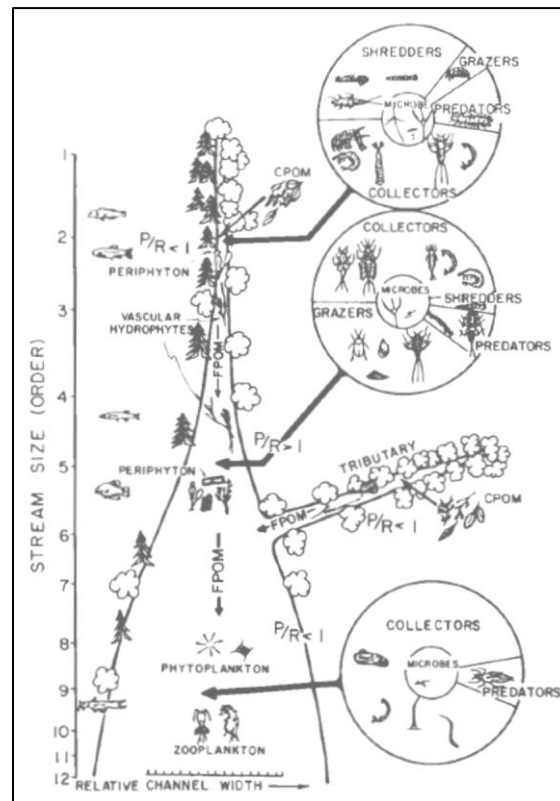 SHREDDERS
GRAZERS
MICROBES
PREDATORS
COLLECTORS
1
CPOM
2
P/R < 1
PERIPHYTON
3
VASCULAR
HYDROPHYTES
FPOM
4
COLLECTORS
MICROBES
SHREDDERS
GRAZERS
PREDATORS
P/R > 1
5
PERIPHYTON
TRIBUTARY
CPOM
FPOM
P/R < 1
6
FPOM
7
P/R < 1
8
PHYTOPLANKTON
COLLECTORS
MICROBES
PREDATORS
9
10
ZOOPLANKTON
11
12
STREAM SIZE (ORDER)
RELATIVE CHANNEL WIDTH